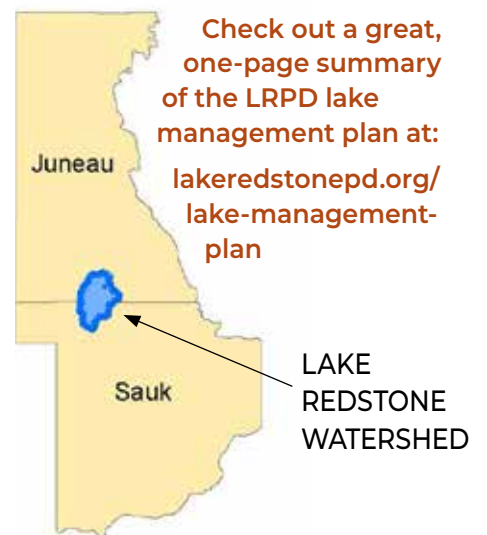 Check out a great,
one-page summary
of the LRPD lake
management plan at:
lakeredstonepd.org/
lake-management-
plan
Juneau
Sauk
LAKE
REDSTONE
WATERSHED